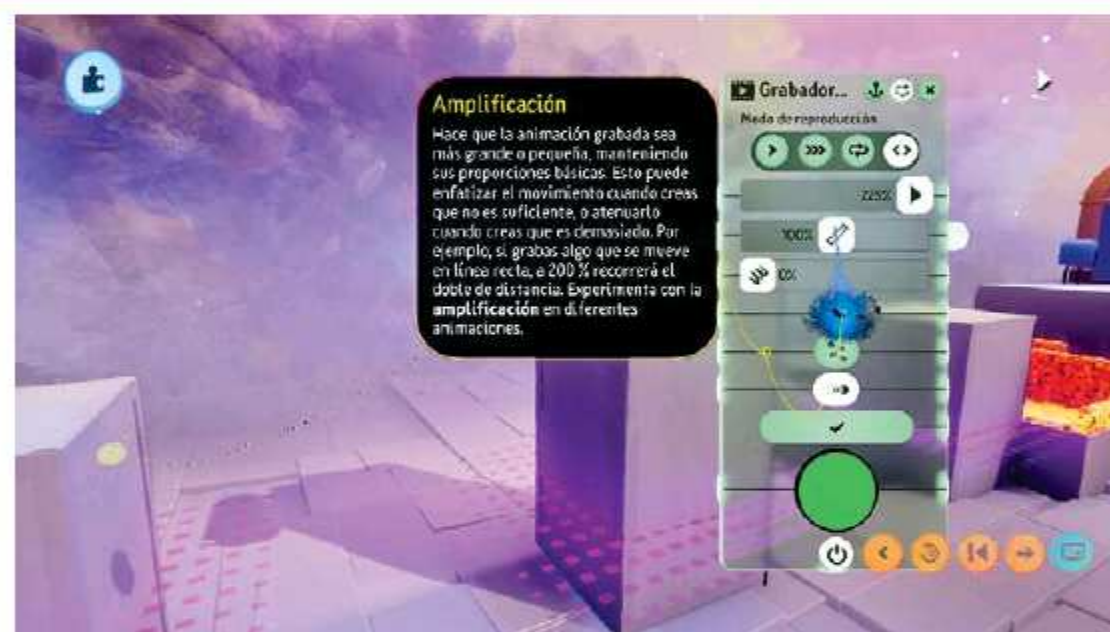 Amplificación
Hace que la animación grabada sea
más grande o pequeña, manteniendo
sus proporciones básicas. Esto puede
enfatizar el movimiento cuando creas
que no es suficiente, o atenuarlo
cuando creas que es demasiado. Por
ejemplo, si grabas algo que se mueve
en línea recta, a 200 % recorrerá el
doble de distancia. Experimenta con la
amplificación en diferentes
animaciones.
Grabador...
Modo de reproducción
100%
0%